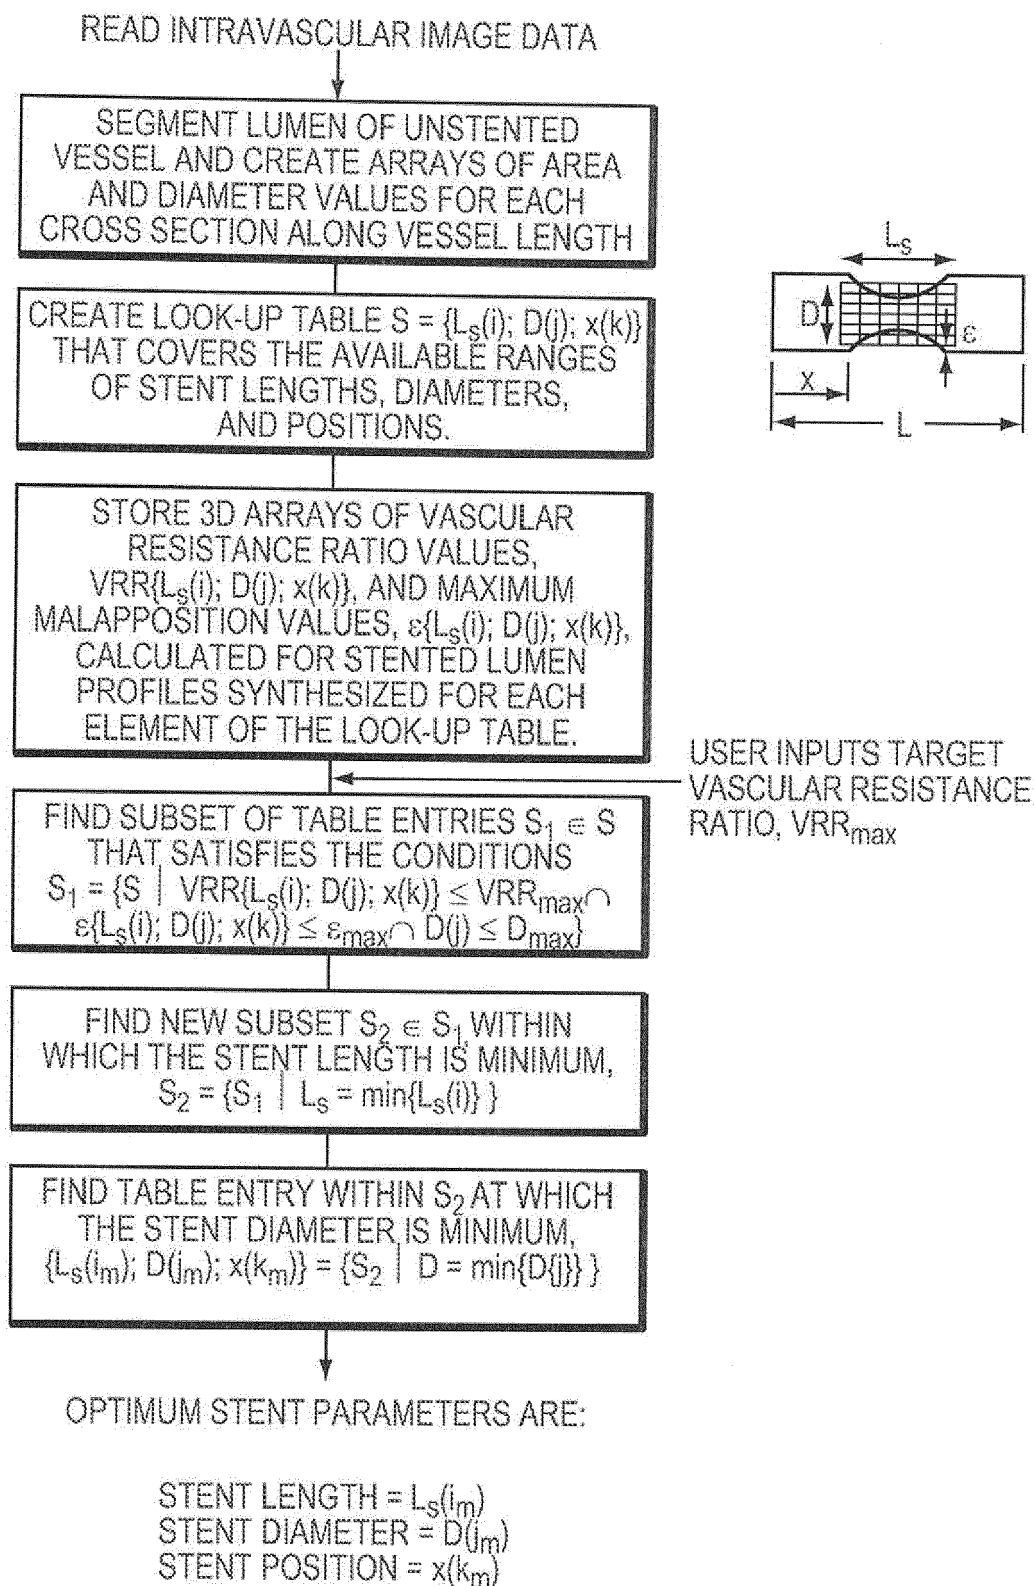 READ INTRAVASCULAR IMAGE DATA
SEGMENT LUMEN OF UNSTENTED
VESSEL AND CREATE ARRAYS OF AREA
AND DIAMETER VALUES FOR EACH
CROSS SECTION ALONG VESSEL LENGTH
CREATE LOOK-UP TABLE S = {Lₛ(i); D(j); x(k)}
THAT COVERS THE AVAILABLE RANGES
OF STENT LENGTHS, DIAMETERS,
AND POSITIONS.
Lₛ
D
ε
x
L
STORE 3D ARRAYS OF VASCULAR
RESISTANCE RATIO VALUES,
VRR{Lₛ(i); D(j); x(k)}, AND MAXIMUM
MALAPPOSITION VALUES, ε{Lₛ(i); D(j); x(k)},
CALCULATED FOR STENTED LUMEN
PROFILES SYNTHESIZED FOR EACH
ELEMENT OF THE LOOK-UP TABLE.
USER INPUTS TARGET
VASCULAR RESISTANCE
RATIO, VRRₘₐₓ
FIND SUBSET OF TABLE ENTRIES S₁ ∈ S
THAT SATISFIES THE CONDITIONS
S₁ = {S | VRR{Lₛ(i); D(j); x(k)} ≤ VRRₘₐₓ∩
ε{Lₛ(i); D(j); x(k)} ≤ εₘₐₓ∩ D(j) ≤ Dₘₐₓ}
FIND NEW SUBSET S₂ ∈ S₁, WITHIN
WHICH THE STENT LENGTH IS MINIMUM,
S₂ = {S₁ | Lₛ = min{Lₛ(i)} }
FIND TABLE ENTRY WITHIN S₂ AT WHICH
THE STENT DIAMETER IS MINIMUM,
{Lₛ(iₘ); D(jₘ); x(kₘ)} = {S₂ | D = min{D{j}} }
OPTIMUM STENT PARAMETERS ARE:
STENT LENGTH = Lₛ(iₘ)
STENT DIAMETER = D(jₘ)
STENT POSITION = x(kₘ)